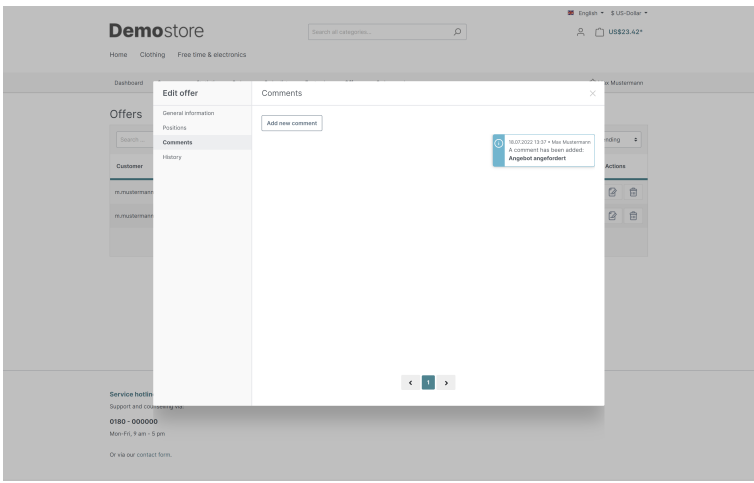 English
$ US-Dollar
Demostore
Search all categories...
US$23.42*
Home Clothing Free time & electronics
Dashboard
Mustermann
Edit offer
Comments
Offers
General information
Positions
Comments
History
Add new comment
18.07.2022 13:37 • Max Mustermann
A comment has been added:
Angebot angefordert
Search ...
Customer
Actions
m.mustermann
m.mustermann
1
Service hotlin
Support and counselling via:
0180 - 000000
Mon-Fri, 9 am - 5 pm
Or via our contact form.